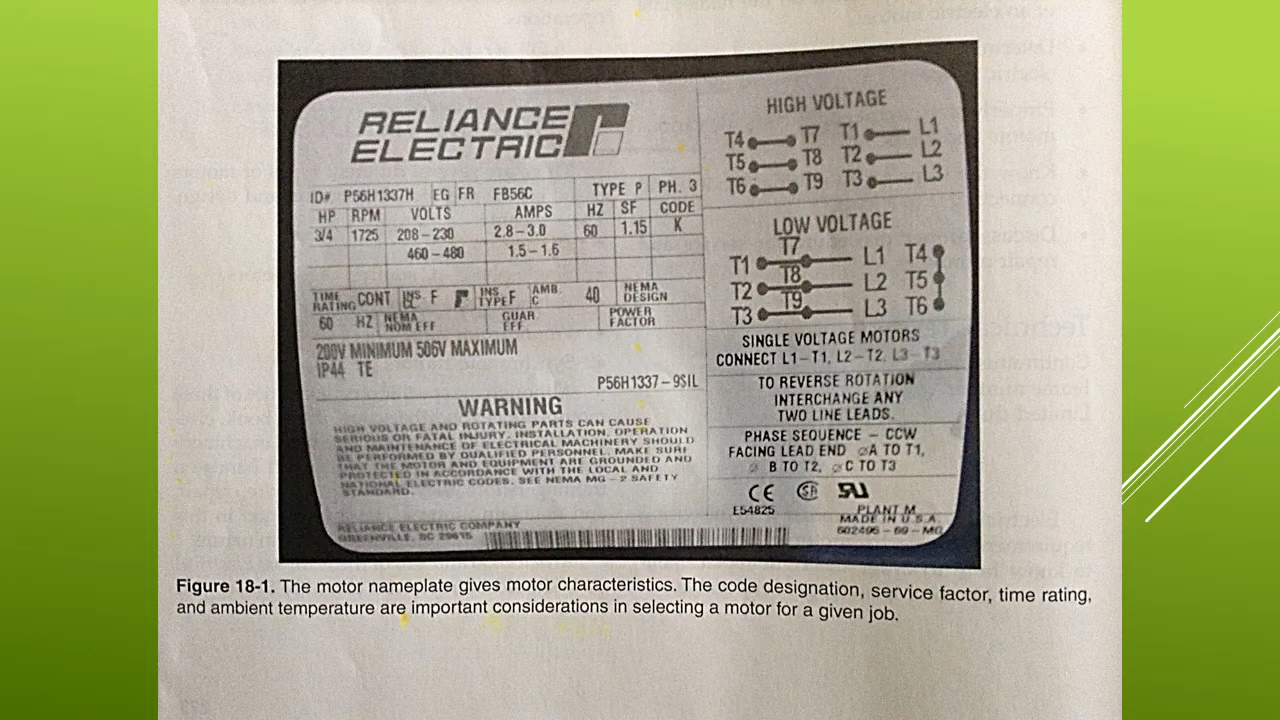 RELIANCE
ELECTRIC
ID# P56H1337H EG FR FB56C TYPE P PH. 3
HP RPM VOLTS AMPS HZ SF CODE
3/4 1725 208-230 2.8-3.0 60 1.15 K
460-480 1.5-1.6
TIME RATING CONT INS CL F INS TYPE F AMB. C 40 NEMA DESIGN
60 HZ NEMA NOM EFF GUAR EFF POWER FACTOR
200V MINIMUM 506V MAXIMUM
IP44 TE
P56H1337-9SIL
WARNING
HIGH VOLTAGE AND ROTATING PARTS CAN CAUSE
SERIOUS OR FATAL INJURY. INSTALLATION, OPERATION
AND MAINTENANCE OF ELECTRICAL MACHINERY SHOULD
BE PERFORMED BY QUALIFIED PERSONNEL. MAKE SURE
THAT THE MOTOR AND EQUIPMENT ARE GROUNDED AND
PROTECTED IN ACCORDANCE WITH THE LOCAL AND
NATIONAL ELECTRIC CODES. SEE NEMA MG-2 SAFETY
STANDARD.
RELIANCE ELECTRIC COMPANY
GREENVILLE, SC 29615
HIGH VOLTAGE
T4 T7 T1 L1
T5 T8 T2 L2
T6 T9 T3 L3
LOW VOLTAGE
T7
T1 L1 T4
T8
T2 L2 T5
T9
T3 L3 T6
SINGLE VOLTAGE MOTORS
CONNECT L1-T1, L2-T2, L3-T3
TO REVERSE ROTATION
INTERCHANGE ANY
TWO LINE LEADS.
PHASE SEQUENCE - CCW
FACING LEAD END øA TO T1,
ø B TO T2, øC TO T3
CE SA UR
E54825 PLANT M
MADE IN U.S.A.
602496-69-MG
Figure 18-1. The motor nameplate gives motor characteristics. The code designation, service factor, time rating,
and ambient temperature are important considerations in selecting a motor for a given job.